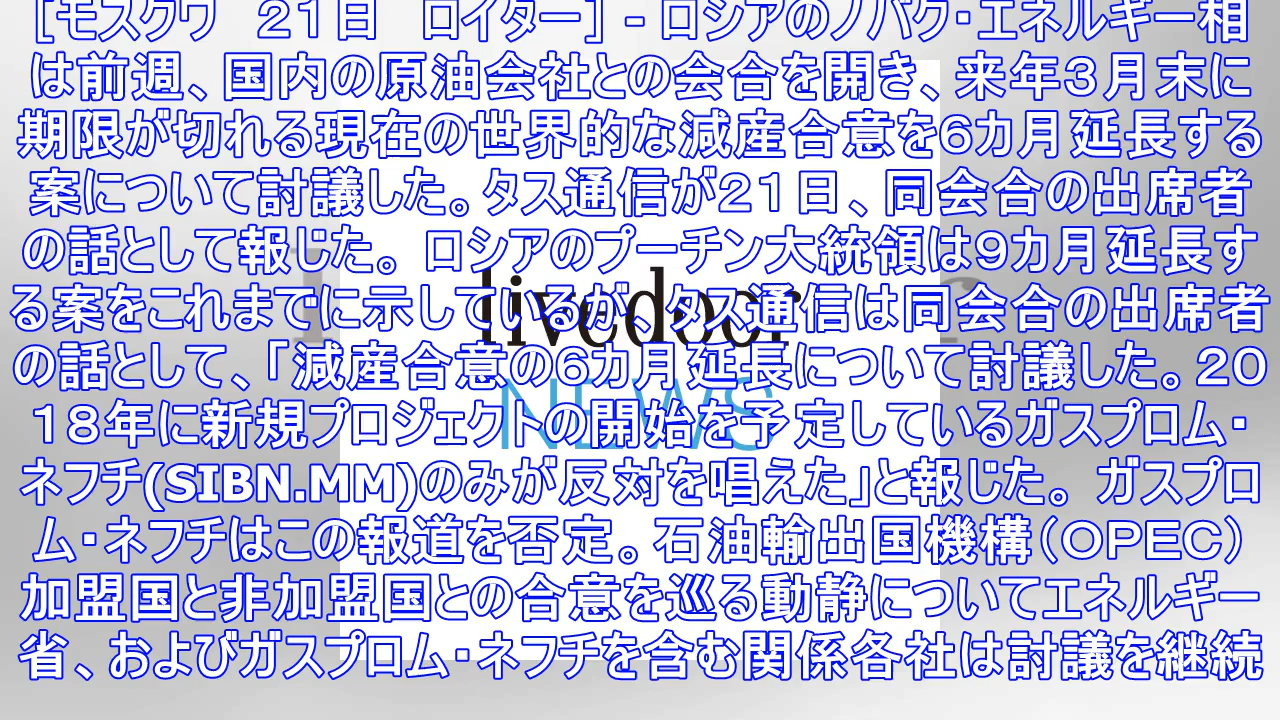 ［モスクワ　２１日　ロイター］ - ロシアのノバク・エネルギー相
は前週、国内の原油会社との会合を開き、来年３月末に
期限が切れる現在の世界的な減産合意を６カ月延長する
案について討議した。タス通信が２１日、同会合の出席者
の話として報じた。 ロシアのプーチン大統領は９カ月延長す
る案をこれまでに示しているが、タス通信は同会合の出席者
の話として、「減産合意の６カ月延長について討議した。２０
１８年に新規プロジェクトの開始を予定しているガスプロム・
ネフチ(SIBN.MM)のみが反対を唱えた」と報じた。 ガスプロ
ム・ネフチはこの報道を否定。石油輸出国機構（ＯＰＥＣ）
加盟国と非加盟国との合意を巡る動静についてエネルギー
省、およびガスプロム・ネフチを含む関係各社は討議を継続
livedoor
NEWS